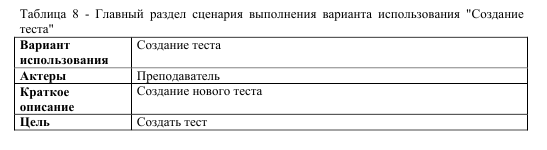 Таблица 8 - Главный раздел сценария выполнения варианта использования "Создание
теста"
Вариант Создание теста
использования
Актеры Преподаватель
Краткое Создание нового теста
описание
Цель Создать тест